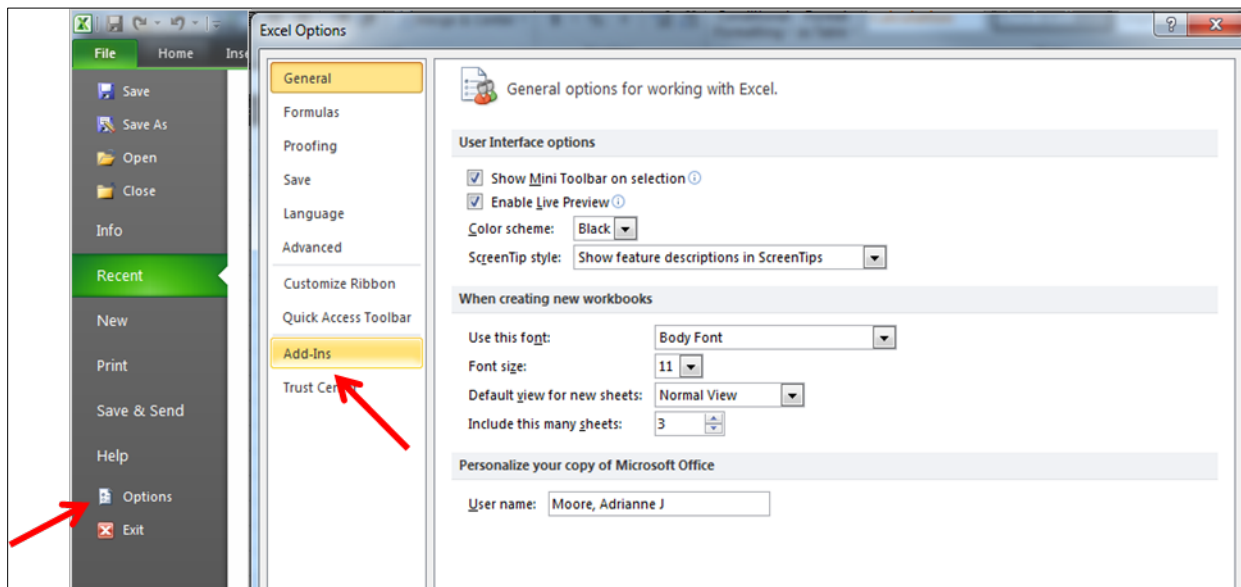 Excel Options
File Home Inse
Save
Save As
Open
Close
Info
Recent
New
Print
Save & Send
Help
Options
Exit
General
Formulas
Proofing
Save
Language
Advanced
Customize Ribbon
Quick Access Toolbar
Add-Ins
Trust Center
General options for working with Excel.
User Interface options
Show Mini Toolbar on selection
Enable Live Preview
Color scheme: Black
ScreenTip style: Show feature descriptions in ScreenTips
When creating new workbooks
Use this font: Body Font
Font size: 11
Default view for new sheets: Normal View
Include this many sheets: 3
Personalize your copy of Microsoft Office
User name: Moore, Adrianne J